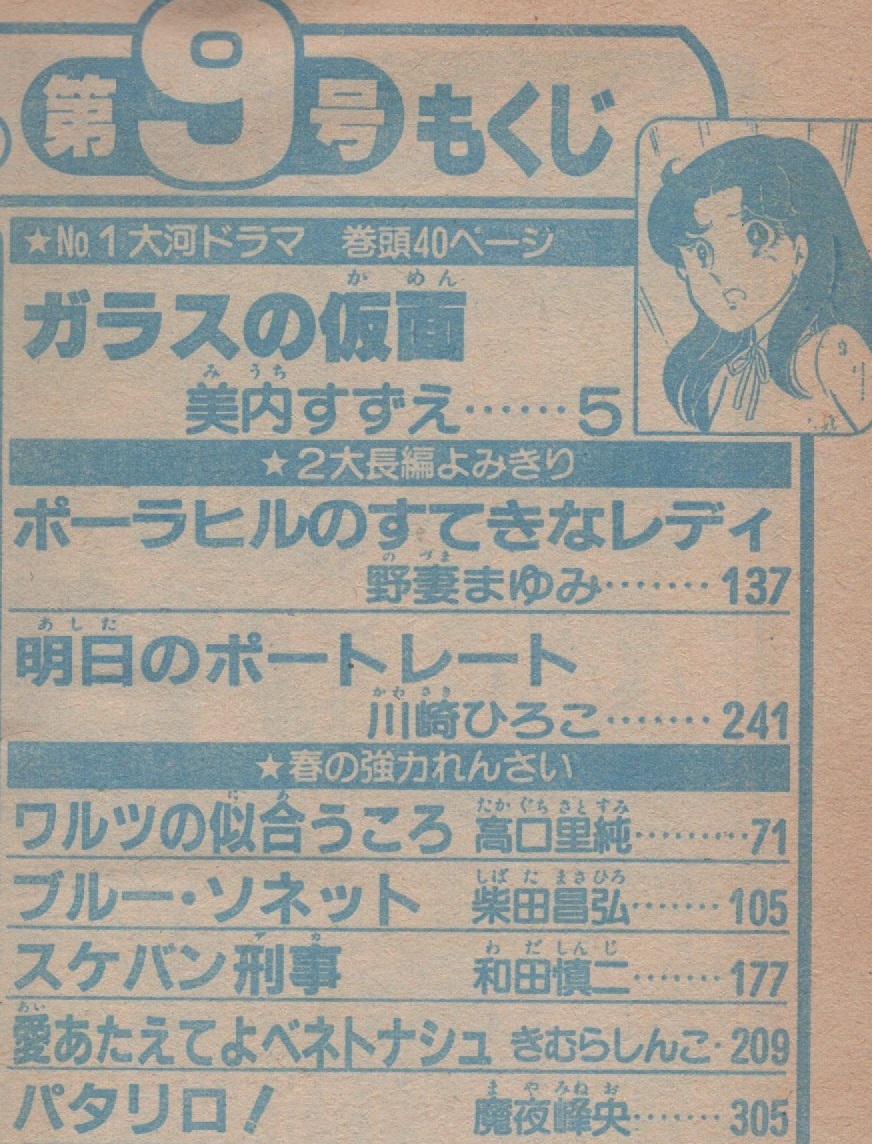 第9号もくじ
★No.1大河ドラマ 巻頭40ページ
がめん
ガラスの仮面
みうち
美内すずえ……5
★2大長編よみきり
ポーラヒルのすてきなレディ
のづま
野妻まゆみ……137
あした
明日のポートレート
かわさき
川崎ひろこ……241
★春の強力れんさい
にあ たかぐちさとすみ
ワルツの似合うころ 高口里純……71
しばたまさひろ
ブルー・ソネット 柴田昌弘……105
デカ わだしんじ
スケバン刑事 和田慎二……177
あい
愛あたえてよベネトナシュ きむらしんこ・209
まやみねお
パタリロ! 魔夜峰央……305